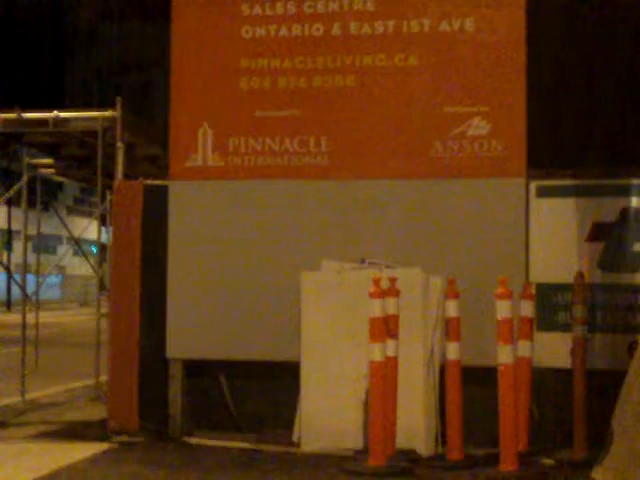 SALES CENTRE
ONTARIO & EAST 1ST AVE
PINNACLELIVING.CA
PINNACLE
INTERNATIONAL
ANSON